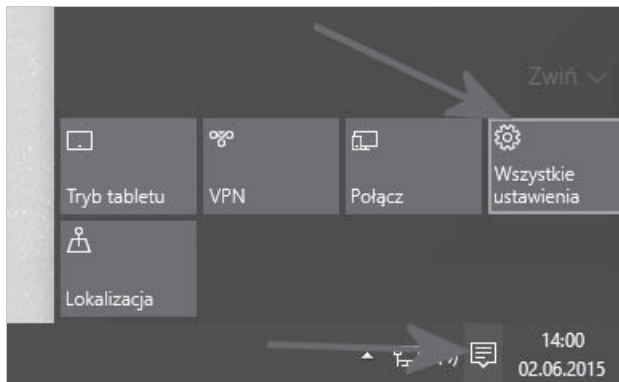 Zwiń
Tryb tabletu
VPN
Połącz
Wszystkie
ustawienia
Lokalizacja
14:00
02.06.2015